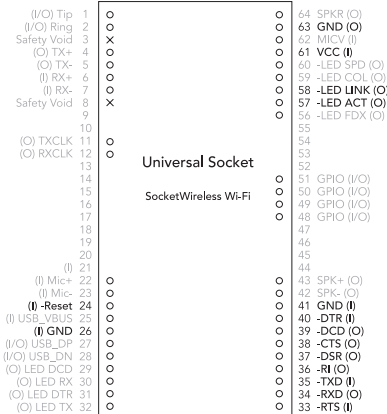 (I/O) Tip 1
(I/O) Ring 2
Safety Void 3
(O) TX+ 4
(O) TX- 5
(I) RX+ 6
(I) RX- 7
Safety Void 8
9
10
(O) TXCLK 11
(O) RXCLK 12
13
14
15
16
17
18
19
20
(I) 21
(I) Mic+ 22
(I) Mic- 23
(I) -Reset 24
(I) USB_VBUS 25
(I) GND 26
(I/O) USB_DP 27
(I/O) USB_DN 28
(O) LED DCD 29
(O) LED RX 30
(O) LED DTR 31
(O) LED TX 32
Universal Socket
SocketWireless Wi-Fi
64 SPKR (O)
63 GND (O)
62 MICV (I)
61 VCC (I)
60 -LED SPD (O)
59 -LED COL (O)
58 -LED LINK (O)
57 -LED ACT (O)
56 -LED FDX (O)
55
54
53
52
51 GPIO (I/O)
50 GPIO (I/O)
49 GPIO (I/O)
48 GPIO (I/O)
47
46
45
44
43 SPK+ (O)
42 SPK- (O)
41 GND (I)
40 -DTR (I)
39 -DCD (O)
38 -CTS (O)
37 -DSR (O)
36 -RI (O)
35 -TXD (I)
34 -RXD (O)
33 -RTS (I)